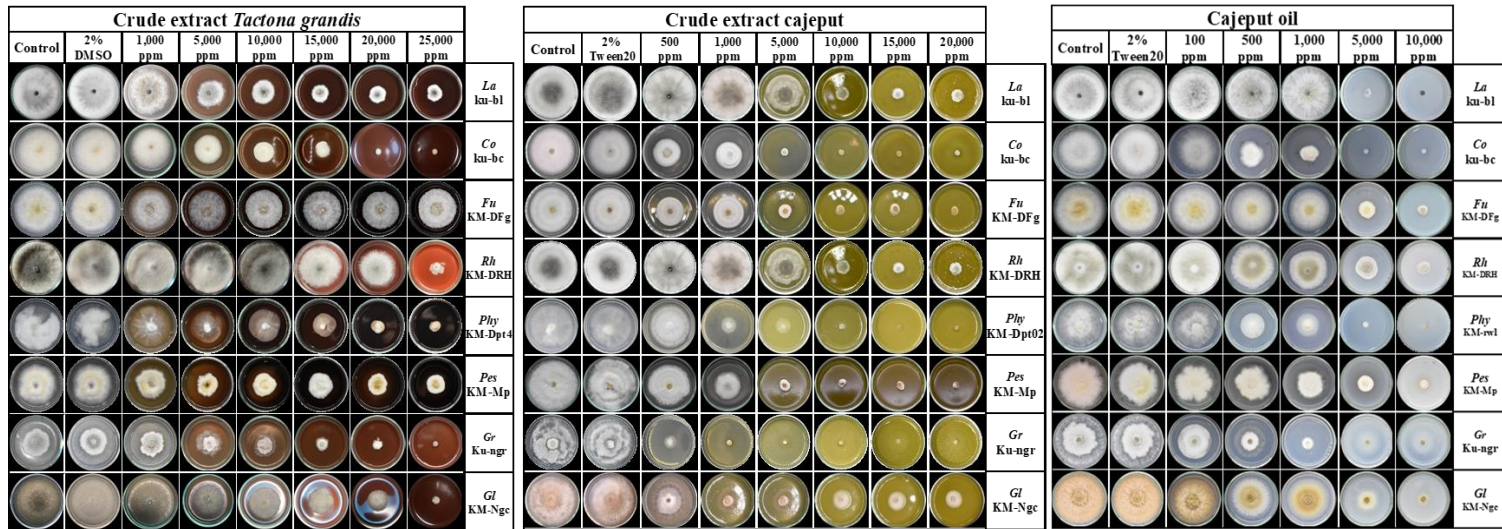 Crude extract Tactona grandis
Control
2%
DMSO
1,000
ppm
5,000
ppm
10,000
ppm
15,000
ppm
20,000
ppm
25,000
ppm
La
ku-bl
Co
ku-bc
Fu
KM-DFg
Rh
KM-DRH
Phy
KM-Dpt4
Pes
KM-Mp
Gr
Ku-ngr
Gl
KM-Ngc
Crude extract cajeput
Control
2%
Tween20
500
ppm
1,000
ppm
5,000
ppm
10,000
ppm
15,000
ppm
20,000
ppm
La
ku-bl
Co
ku-bc
Fu
KM-DFg
Rh
KM-DRH
Phy
KM-Dpt02
Pes
KM-Mp
Gr
Ku-ngr
Gl
KM-Ngc
Cajeput oil
Control
2%
Tween20
100
ppm
500
ppm
1,000
ppm
5,000
ppm
10,000
ppm
La
ku-bl
Co
ku-bc
Fu
KM-DFg
Rh
KM-DRH
Phy
KM-rwl
Pes
KM-Mp
Gr
Ku-ngr
Gl
KM-Ngc